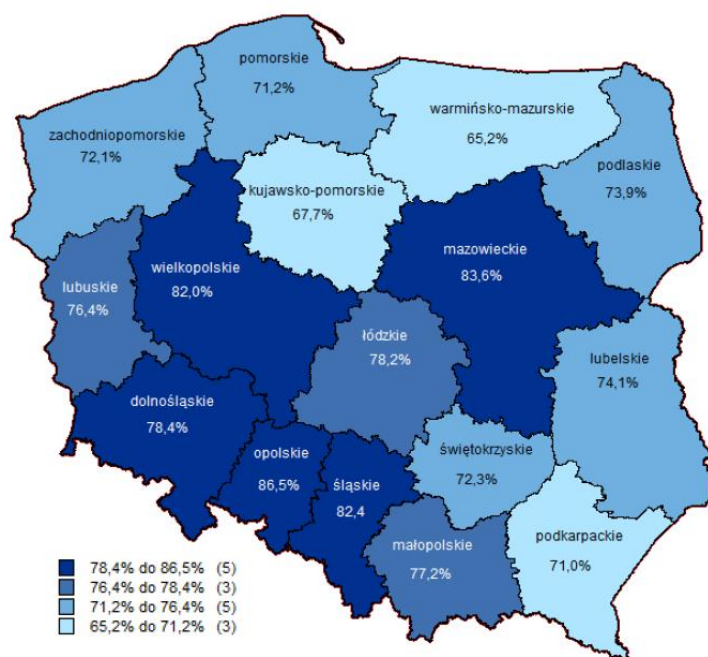 pomorskie
71,2%
warmińsko-mazurskie
65,2%
zachodniopomorskie
72,1%
podlaskie
73,9%
kujawsko-pomorskie
67,7%
mazowieckie
83,6%
wielkopolskie
82,0%
lubuskie
76,4%
łódzkie
78,2%
lubelskie
74,1%
dolnośląskie
78,4%
opolskie
86,5%
śląskie
82,4
świętokrzyskie
72,3%
małopolskie
77,2%
podkarpackie
71,0%
78,4% do 86,5% (5)
76,4% do 78,4% (3)
71,2% do 76,4% (5)
65,2% do 71,2% (3)